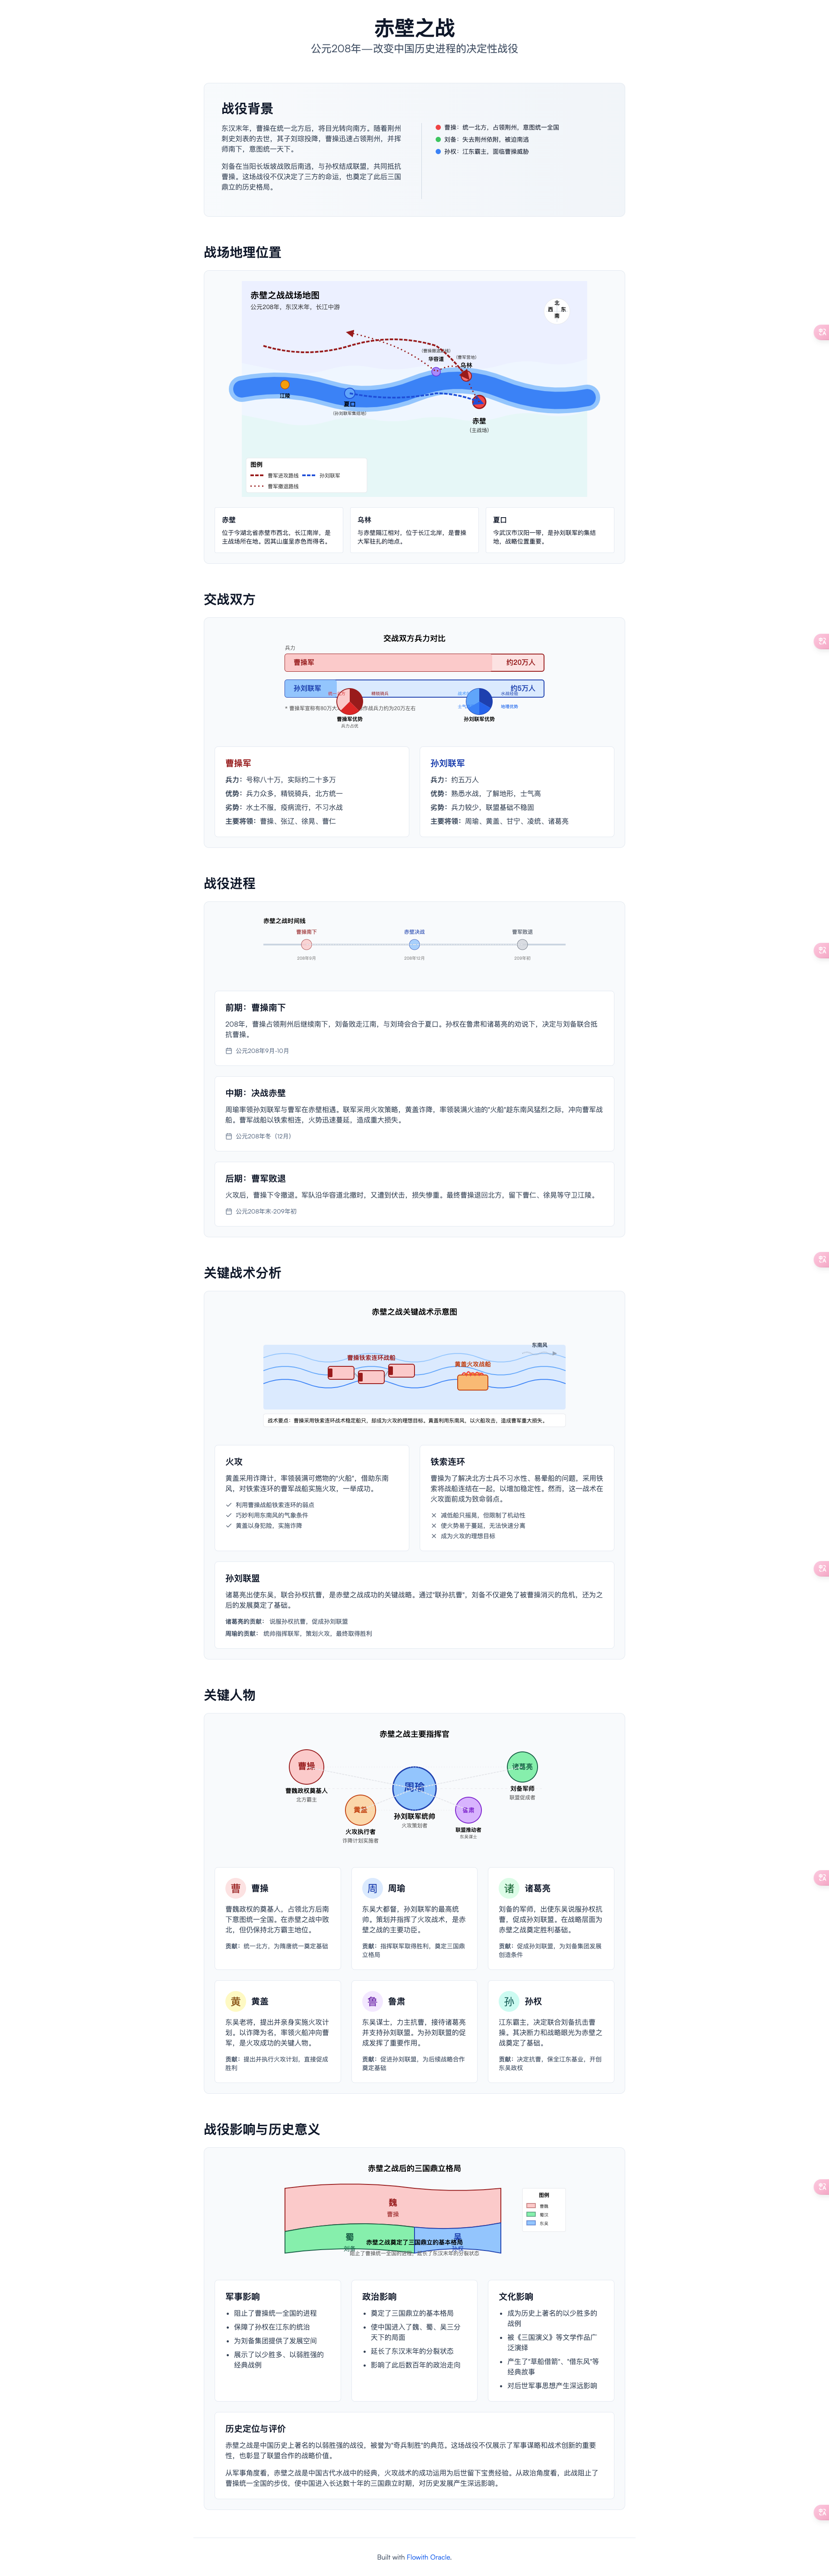 赤壁之战
公元208年—改变中国历史进程的决定性战役
战役背景
东汉末年，曹操在统一北方后，将目光转向南方。随着荆州
刺史刘表的去世，其子刘琮投降，曹操迅速占领荆州，并挥
师南下，意图统一天下。
刘备在当阳长坂坡战败后南逃，与孙权结成联盟，共同抵抗
曹操。这场战役不仅决定了三方的命运，也奠定了此后三国
鼎立的历史格局。
曹操：统一北方，占领荆州，意图统一全国
刘备：失去荆州依附，被迫南逃
孙权：江东霸主，面临曹操威胁
战场地理位置
赤壁之战战场地图
公元208年，东汉末年，长江中游
北
西 东
南
华容道
(曹军营地)
乌林
江陵
夏口
(孙刘联军集结地)
赤壁
(主战场)
图例
曹军进攻路线 孙刘联军
曹军撤退路线
赤壁
位于今湖北省赤壁市西北，长江南岸，是
主战场所在地。因其山崖呈赤色而得名。
乌林
与赤壁隔江相对，位于长江北岸，是曹操
大军驻扎的地点。
夏口
今武汉市汉阳一带，是孙刘联军的集结
地，战略位置重要。
交战双方
交战双方兵力对比
兵力
曹操军 约20万人
孙刘联军 约5万人
精锐骑兵
水战经验
地理优势
* 曹操军宣称有80万大 作战兵力约为20万左右
曹操军优势
兵力占优
孙刘联军优势
曹操军
兵力：号称八十万，实际约二十多万
优势：兵力众多，精锐骑兵，北方统一
劣势：水土不服，疫病流行，不习水战
主要将领：曹操、张辽、徐晃、曹仁
孙刘联军
兵力：约五万人
优势：熟悉水战，了解地形，士气高
劣势：兵力较少，联盟基础不稳固
主要将领：周瑜、黄盖、甘宁、凌统、诸葛亮
战役进程
赤壁之战时间线
曹操南下 赤壁决战 曹军败退
208年9月 208年12月 209年初
前期：曹操南下
208年，曹操占领荆州后继续南下，刘备败走江南，与刘琦会合于夏口。孙权在鲁肃和诸葛亮的劝说下，决定与刘备联合抵
抗曹操。
公元208年9月-10月
中期：决战赤壁
周瑜率领孙刘联军与曹军在赤壁相遇。联军采用火攻策略，黄盖诈降，率领装满火油的"火船"趁东南风猛烈之际，冲向曹军战
船。曹军战船以铁索相连，火势迅速蔓延，造成重大损失。
公元208年冬（12月）
后期：曹军败退
火攻后，曹操下令撤退。军队沿华容道北撤时，又遭到伏击，损失惨重。最终曹操退回北方，留下曹仁、徐晃等守卫江陵。
公元208年末-209年初
关键战术分析
赤壁之战关键战术示意图
东南风
曹操铁索连环战船
黄盖火攻战船
战术要点：曹操采用铁索连环战术稳定船只，却成为火攻的理想目标。黄盖利用东南风，以火船攻击，造成曹军重大损失。
火攻
黄盖采用诈降计，率领装满可燃物的"火船"，借助东南
风，对铁索连环的曹军战船实施火攻，一举成功。
利用曹操战船铁索连环的弱点
巧妙利用东南风的气象条件
黄盖以身犯险，实施诈降
铁索连环
曹操为了解决北方士兵不习水性、易晕船的问题，采用铁
索将战船连结在一起，以增加稳定性。然而，这一战术在
火攻面前成为致命弱点。
减低船只摇晃，但限制了机动性
使火势易于蔓延，无法快速分离
成为火攻的理想目标
孙刘联盟
诸葛亮出使东吴，联合孙权抗曹，是赤壁之战成功的关键战略。通过"联孙抗曹"，刘备不仅避免了被曹操消灭的危机，还为之
后的发展奠定了基础。
诸葛亮的贡献： 说服孙权抗曹，促成孙刘联盟
周瑜的贡献： 统帅指挥联军，策划火攻，最终取得胜利
关键人物
赤壁之战主要指挥官
曹操
曹魏政权奠基人
北方霸主
周瑜
孙刘联军统帅
火攻策划者
诸葛亮
刘备军师
联盟促成者
黄盖
火攻执行者
诈降计划实施者
鲁肃
联盟推动者
东吴谋士
曹 曹操
曹魏政权的奠基人，占领北方后南
下意图统一全国。在赤壁之战中败
北，但仍保持北方霸主地位。
贡献：统一北方，为隋唐统一奠定基础
周 周瑜
东吴大都督，孙刘联军的最高统
帅。策划并指挥了火攻战术，是赤
壁之战的主要功臣。
贡献：指挥联军取得胜利，奠定三国鼎
立格局
诸 诸葛亮
刘备的军师，出使东吴说服孙权抗
曹，促成孙刘联盟。在战略层面为
赤壁之战奠定胜利基础。
贡献：促成孙刘联盟，为刘备集团发展
创造条件
黄 黄盖
东吴老将，提出并亲身实施火攻计
划。以诈降为名，率领火船冲向曹
军，是火攻成功的关键人物。
贡献：提出并执行火攻计划，直接促成
胜利
鲁 鲁肃
东吴谋士，力主抗曹，接待诸葛亮
并支持孙刘联盟。为孙刘联盟的促
成发挥了重要作用。
贡献：促进孙刘联盟，为后续战略合作
奠定基础
孙 孙权
江东霸主，决定联合刘备抗击曹
操。其决断力和战略眼光为赤壁之
战奠定了基础。
贡献：决定抗曹，保全江东基业，开创
东吴政权
战役影响与历史意义
赤壁之战后的三国鼎立格局
魏
曹操
蜀
吴
赤壁之战奠定了三国鼎立的基本格局
阻止了曹操统一全国的进程，延长了东汉末年的分裂状态
图例
曹魏
蜀汉
东吴
军事影响
阻止了曹操统一全国的进程
保障了孙权在江东的统治
为刘备集团提供了发展空间
展示了以少胜多、以弱胜强的
经典战例
政治影响
奠定了三国鼎立的基本格局
使中国进入了魏、蜀、吴三分
天下的局面
延长了东汉末年的分裂状态
影响了此后数百年的政治走向
文化影响
成为历史上著名的以少胜多的
战例
被《三国演义》等文学作品广
泛演绎
产生了"草船借箭"、"借东风"等
经典故事
对后世军事思想产生深远影响
历史定位与评价
赤壁之战是中国历史上著名的以弱胜强的战役，被誉为"奇兵制胜"的典范。这场战役不仅展示了军事谋略和战术创新的重要
性，也彰显了联盟合作的战略价值。
从军事角度看，赤壁之战是中国古代水战中的经典，火攻战术的成功运用为后世留下宝贵经验。从政治角度看，此战阻止了
曹操统一全国的步伐，使中国进入长达数十年的三国鼎立时期，对历史发展产生深远影响。
Built with Flowith Oracle.